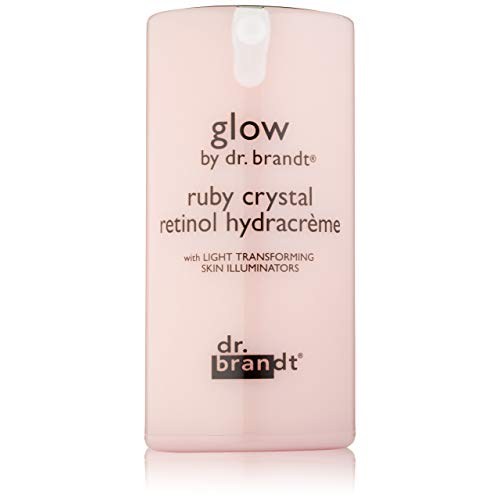 glow
by dr. brandt®
ruby crystal
retinol hydracrème
with LIGHT TRANSFORMING
SKIN ILLUMINATORS
dr.
brandt®